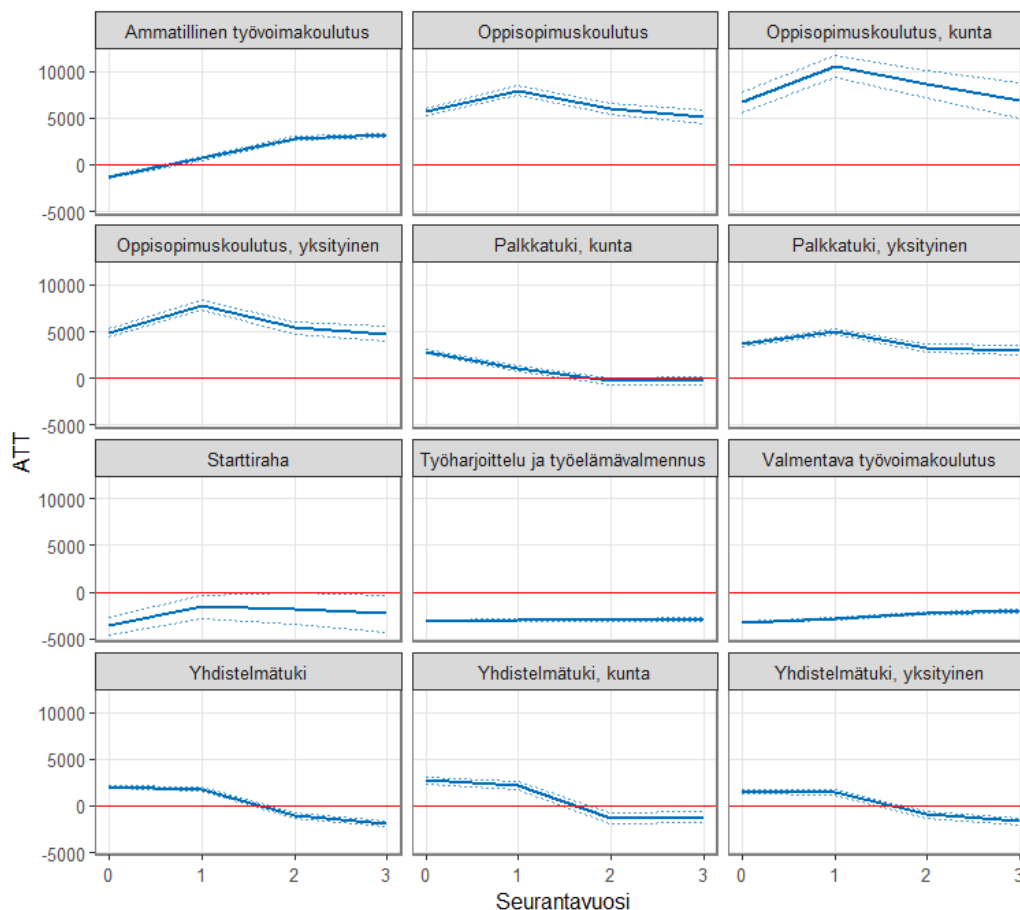 Ammatillinen työvoimakoulutus
Oppisopimuskoulutus
Oppisopimuskoulutus, kunta
10000
5000
0
-5000
Oppisopimuskoulutus, yksityinen
Palkkatuki, kunta
Palkkatuki, yksityinen
10000
5000
0
-5000
ATT
Starttiraha
Työharjoittelu ja työelämävalmennus
Valmentava työvoimakoulutus
10000
5000
0
-5000
Yhdistelmätuki
Yhdistelmätuki, kunta
Yhdistelmätuki, yksityinen
10000
5000
0
-5000
0 1 2 3
0 1 2 3
0 1 2 3
Seurantavuosi